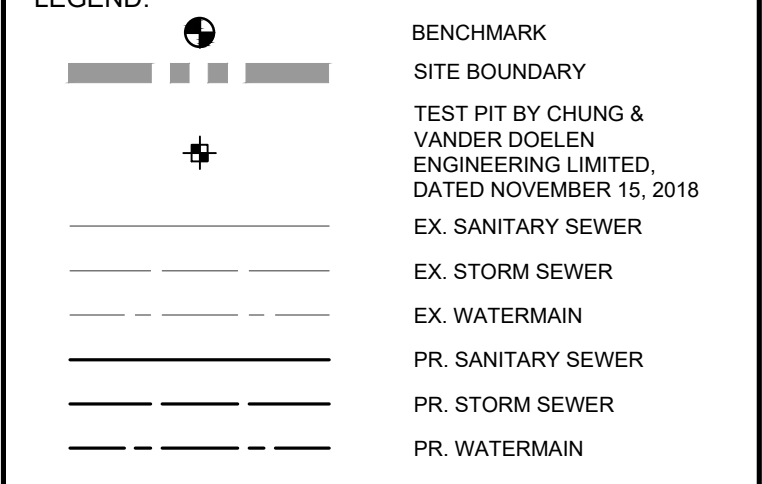 LEGEND:
BENCHMARK
SITE BOUNDARY
TEST PIT BY CHUNG &
VANDER DOELEN
ENGINEERING LIMITED,
DATED NOVEMBER 15, 2018
EX. SANITARY SEWER
EX. STORM SEWER
EX. WATERMAIN
PR. SANITARY SEWER
PR. STORM SEWER
PR. WATERMAIN